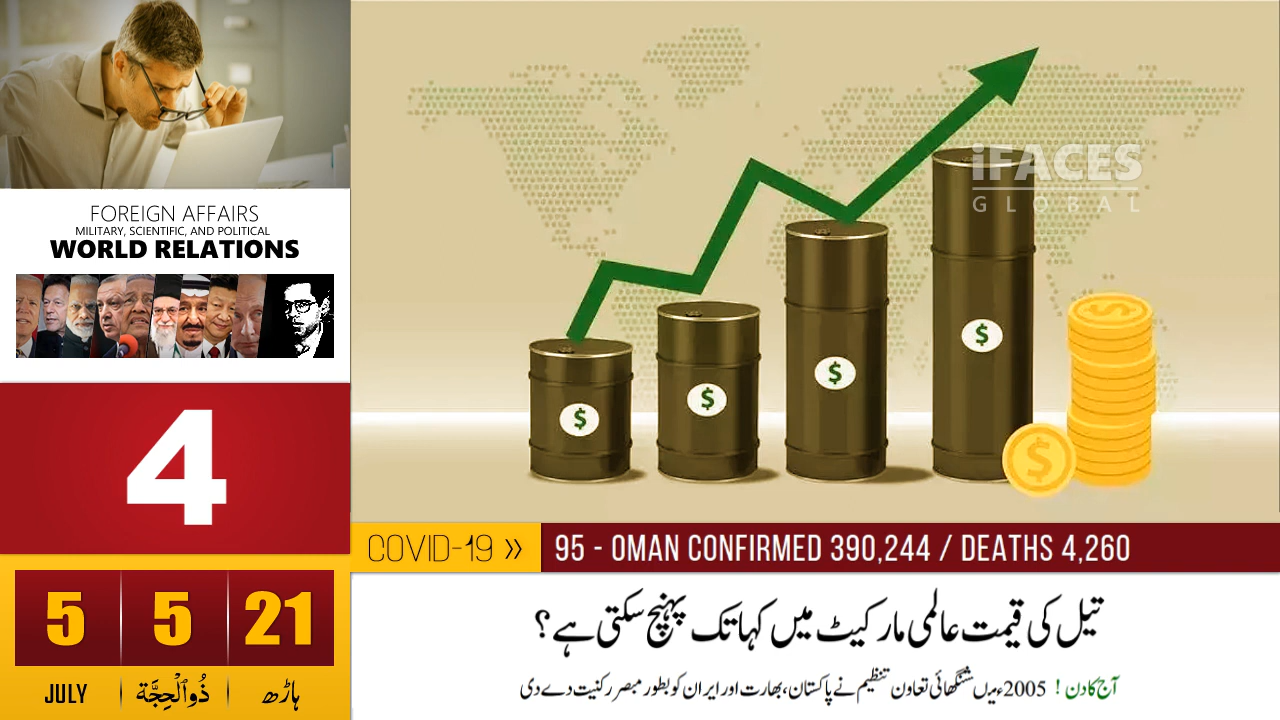 FOREIGN AFFAIRS
MILITARY, SCIENTIFIC, AND POLITICAL
WORLD RELATIONS
4
5 5 21
JULY ذُوالْحِجَّة ہاڑھ
iFACES
GLOBAL
$ $ $ $
$
$
COVID-19 » 95 - OMAN CONFIRMED 390,244 / DEATHS 4,260
تیل کی قیمت عالمی مارکیٹ میں کہا تک پہنچ سکتی ہے؟
آج کا دن ! 2005ء میں شنگھائی تعاون تنظیم نے پاکستان، بھارت اور ایران کو بطور مبصر رکنیت دے دی